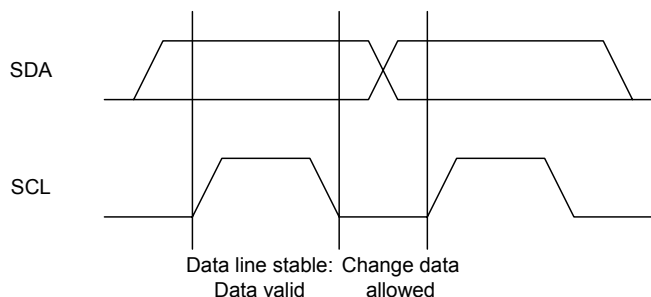 SDA
SCL
Data line stable: Change data
Data valid allowed